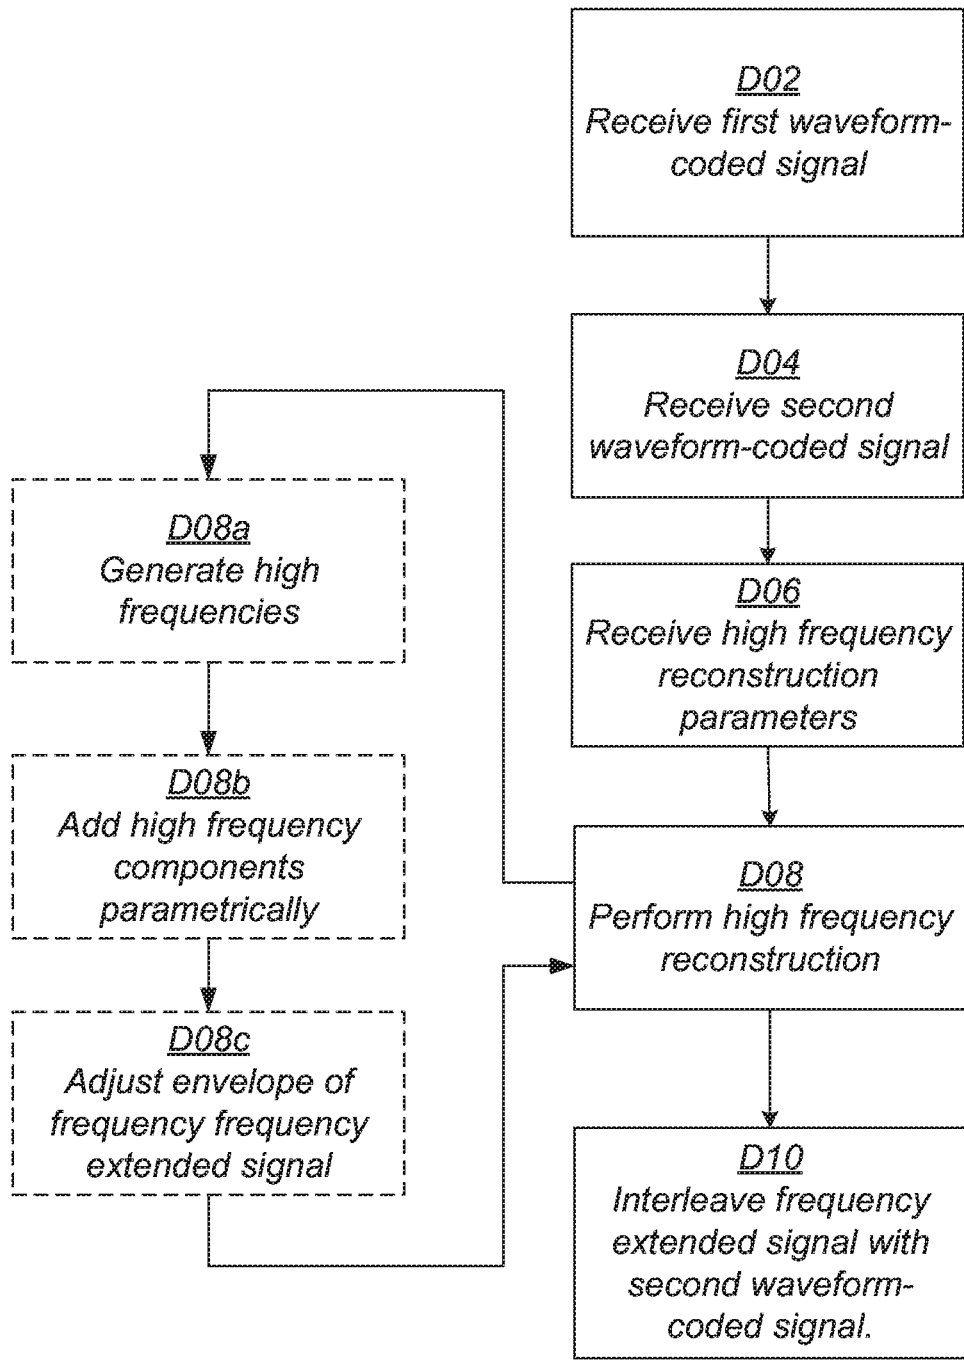 D02
Receive first waveform-
coded signal
D04
Receive second
waveform-coded signal
D06
Receive high frequency
reconstruction
parameters
D08
Perform high frequency
reconstruction
D08a
Generate high
frequencies
D08b
Add high frequency
components
parametrically
D08c
Adjust envelope of
frequency frequency
extended signal
D10
Interleave frequency
extended signal with
second waveform-
coded signal.